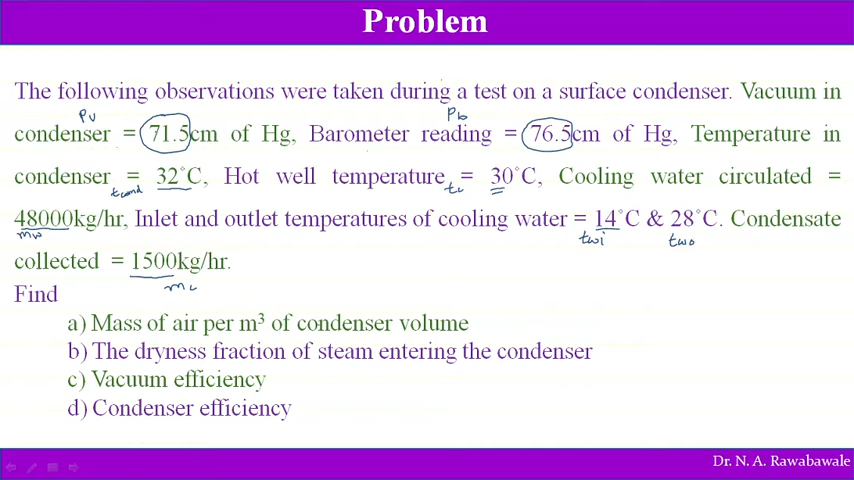 Problem
The following observations were taken during a test on a surface condenser. Vacuum in
Pv Pb
condenser = 71.5cm of Hg, Barometer reading = 76.5cm of Hg, Temperature in
condenser = 32°C, Hot well temperature = 30°C, Cooling water circulated =
tcond tc
48000kg/hr, Inlet and outlet temperatures of cooling water = 14°C & 28°C. Condensate
mw twi two
collected = 1500kg/hr.
mc
Find
a) Mass of air per m³ of condenser volume
b) The dryness fraction of steam entering the condenser
c) Vacuum efficiency
d) Condenser efficiency
Dr. N. A. Rawabawale